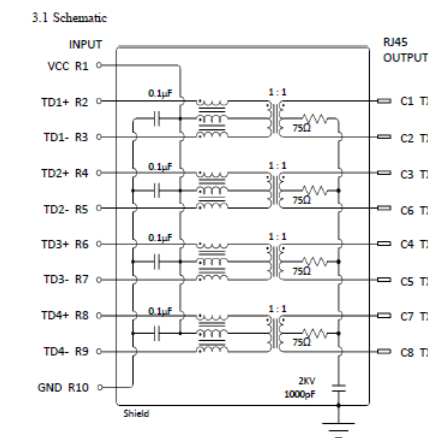 3.1 Schematic
INPUT
RJ45
OUTPUT
VCC R1
0.1µF
1 : 1
TD1+ R2
C1
75Ω
TD1- R3
C2
0.1µF
1 : 1
TD2+ R4
C3
75Ω
TD2- R5
C6
0.1µF
1 : 1
TD3+ R6
C4
75Ω
TD3- R7
C5
0.1µF
1 : 1
TD4+ R8
C7
75Ω
TD4- R9
C8
GND R10
2KV
1000pF
Shield